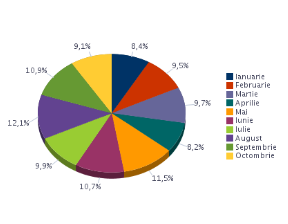 9,1%
8,4%
9,5%
10,9%
9,7%
12,1%
8,2%
9,9%
11,5%
10,7%
Ianuarie
Februarie
Martie
Aprilie
Mai
Iunie
Iulie
August
Septembrie
Octombrie